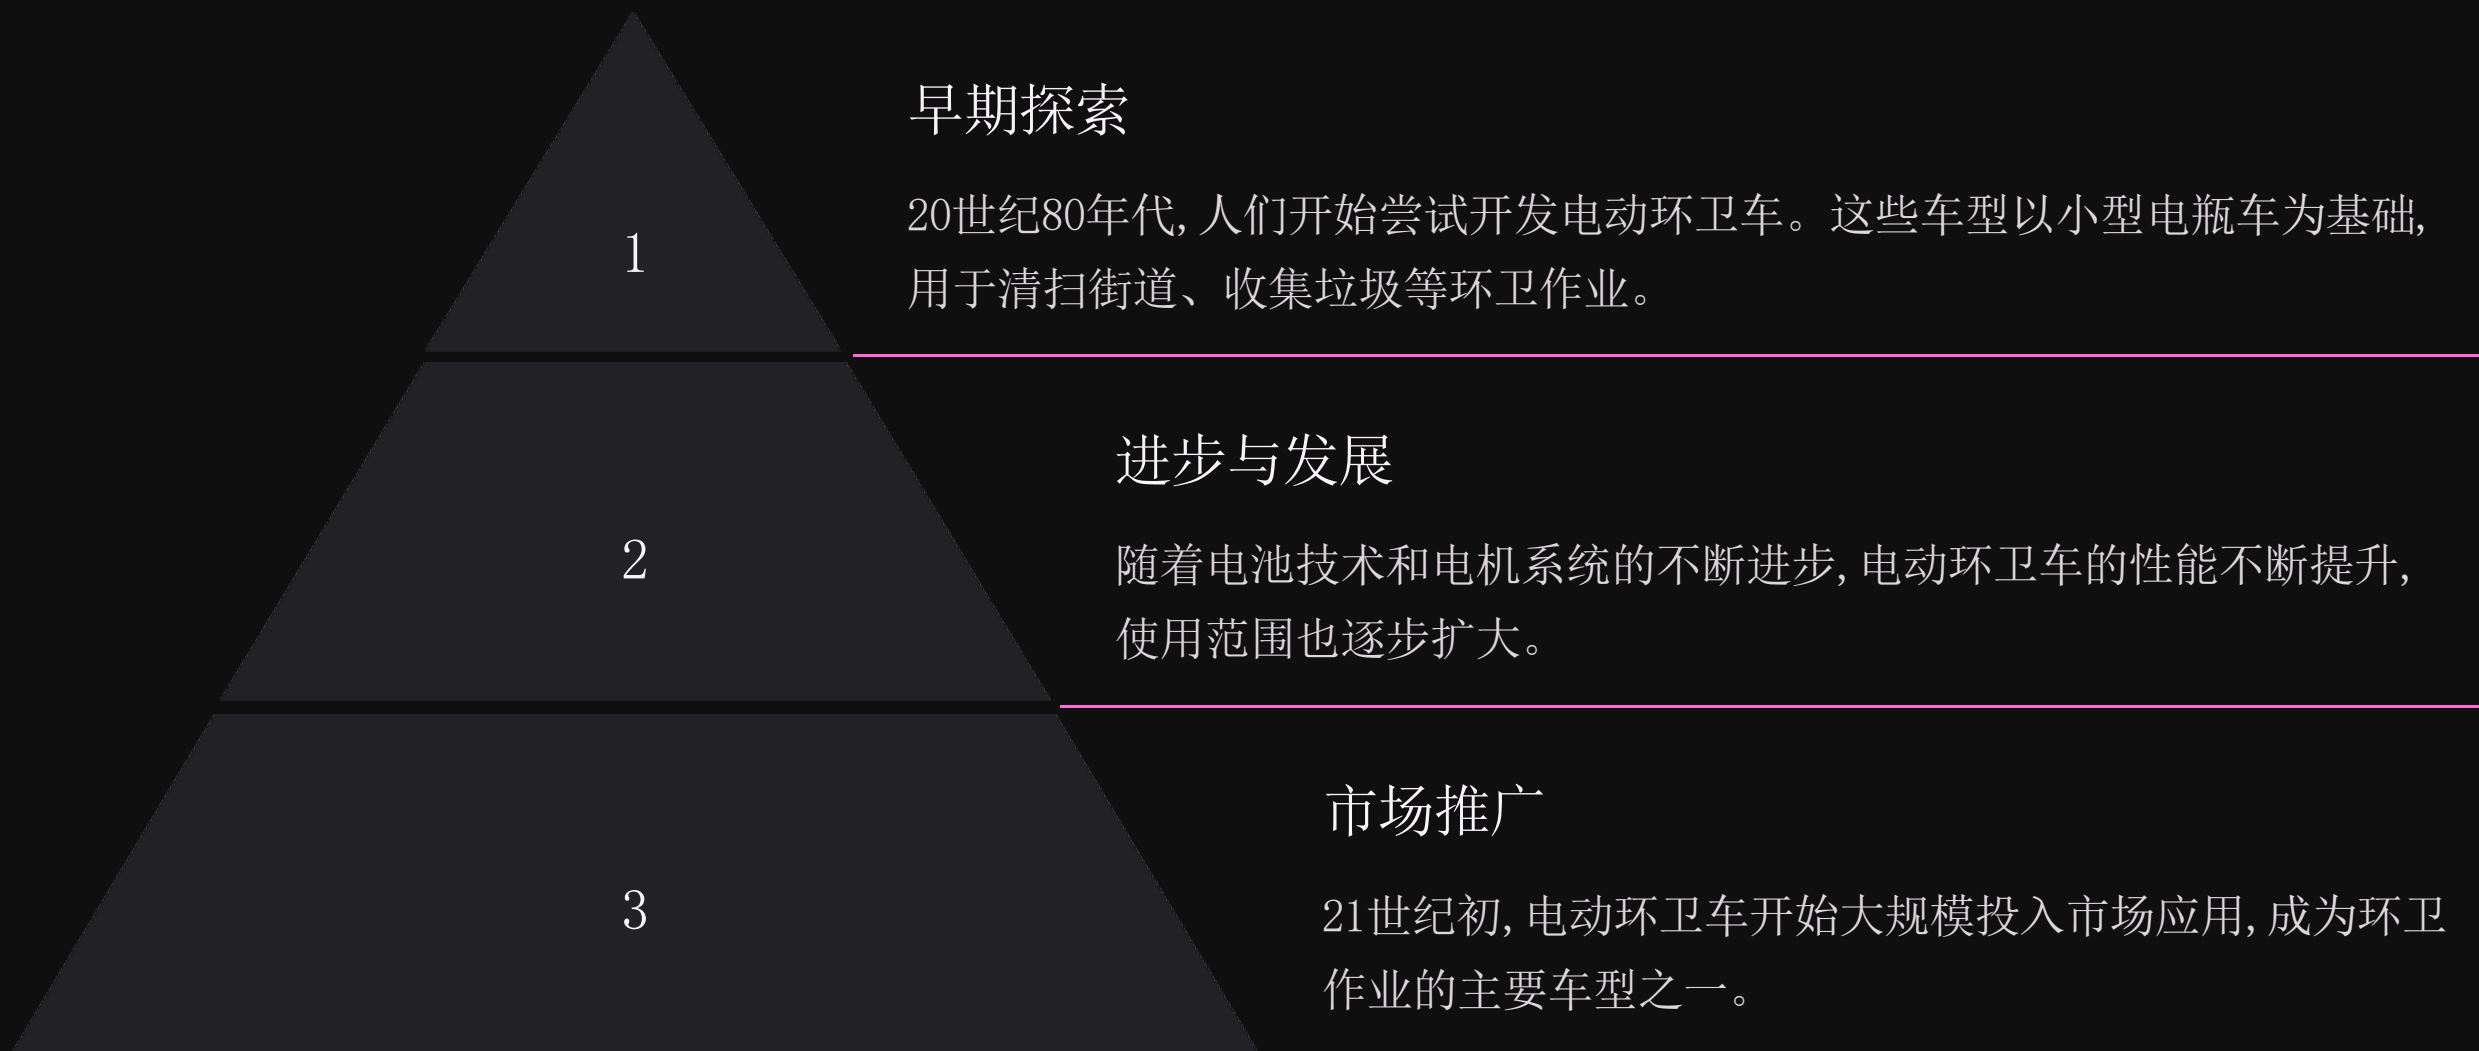 早期探索
20世纪80年代,人们开始尝试开发电动环卫车。这些车型以小型电瓶车为基础,
用于清扫街道、收集垃圾等环卫作业。
1
进步与发展
随着电池技术和电机系统的不断进步,电动环卫车的性能不断提升,
使用范围也逐步扩大。
2
市场推广
21世纪初,电动环卫车开始大规模投入市场应用,成为环卫
作业的主要车型之一。
3